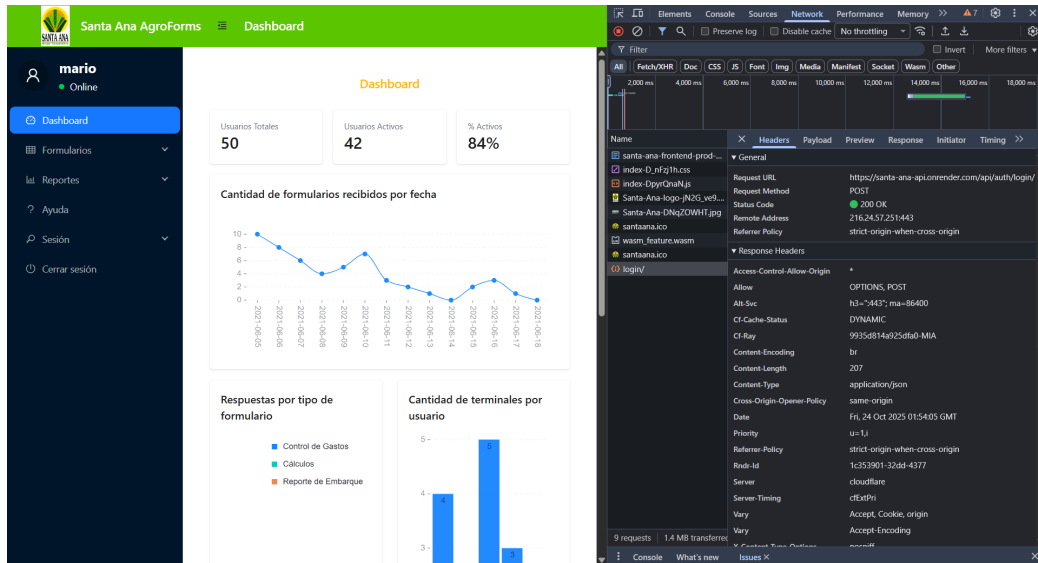 SANTA ANA
Santa Ana AgroForms
Dashboard
mario
Online
Dashboard
Formularios
Reportes
Ayuda
Sesión
Cerrar sesión
Dashboard
Usuarios Totales
50
Usuarios Activos
42
% Activos
84%
Cantidad de formularios recibidos por fecha
10
8
6
4
2
0
2021-06-05
2021-06-06
2021-06-07
2021-06-08
2021-06-09
2021-06-10
2021-06-11
2021-06-12
2021-06-13
2021-06-14
2021-06-15
2021-06-16
2021-06-17
2021-06-18
Respuestas por tipo de
formulario
Control de Gastos
Cálculos
Reporte de Embarque
Cantidad de terminales por
usuario
5
4
3
4
5
3
Elements Console Sources Network Performance Memory 7
Preserve log Disable cache No throttling
Filter Invert More filters
All Fetch/XHR Doc CSS JS Font Img Media Manifest Socket Wasm Other
2,000 ms 4,000 ms 6,000 ms 8,000 ms 10,000 ms 12,000 ms 14,000 ms 16,000 ms 18,000 ms
Name
santa-ana-frontend-prod-...
index-D_nFzj1h.css
index-DpyrQnaN.js
Santa-Ana-logo-jN2G_ve9....
Santa-Ana-DNqZOWHT.jpg
santaana.ico
wasm_feature.wasm
santaana.ico
login/
Headers Payload Preview Response Initiator Timing
General
Request URL https://santa-ana-api.onrender.com/api/auth/login/
Request Method POST
Status Code 200 OK
Remote Address 216.24.57.251:443
Referrer Policy strict-origin-when-cross-origin
Response Headers
Access-Control-Allow-Origin *
Allow OPTIONS, POST
Alt-Svc h3=":443"; ma=86400
Cf-Cache-Status DYNAMIC
Cf-Ray 9935d814a925dfa0-MIA
Content-Encoding br
Content-Length 207
Content-Type application/json
Cross-Origin-Opener-Policy same-origin
Date Fri, 24 Oct 2025 01:54:05 GMT
Priority u=1,i
Referrer-Policy strict-origin-when-cross-origin
Rndr-Id 1c353901-32dd-4377
Server cloudflare
Server-Timing cfExtPri
Vary Accept, Cookie, origin
Vary Accept-Encoding
X-Content-Type-Options nosniff
9 requests 1.4 MB transferred
Console What's new Issues